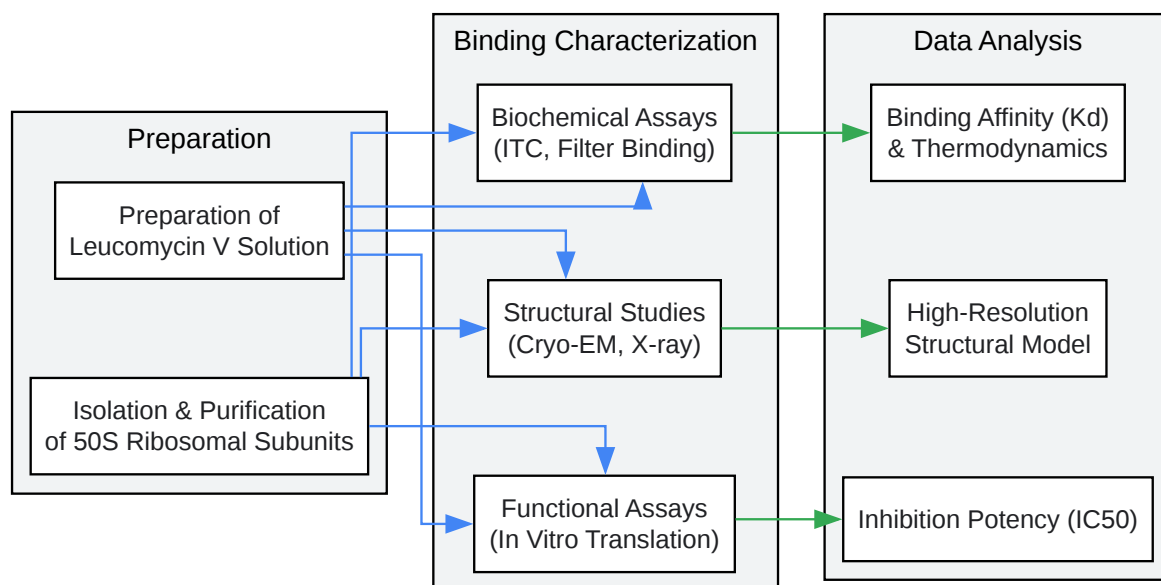 Preparation
Preparation of
Leucomycin V Solution
Isolation & Purification
of 50S Ribosomal Subunits
Binding Characterization
Biochemical Assays
(ITC, Filter Binding)
Structural Studies
(Cryo-EM, X-ray)
Functional Assays
(In Vitro Translation)
Data Analysis
Binding Affinity (Kd)
& Thermodynamics
High-Resolution
Structural Model
Inhibition Potency (IC50)